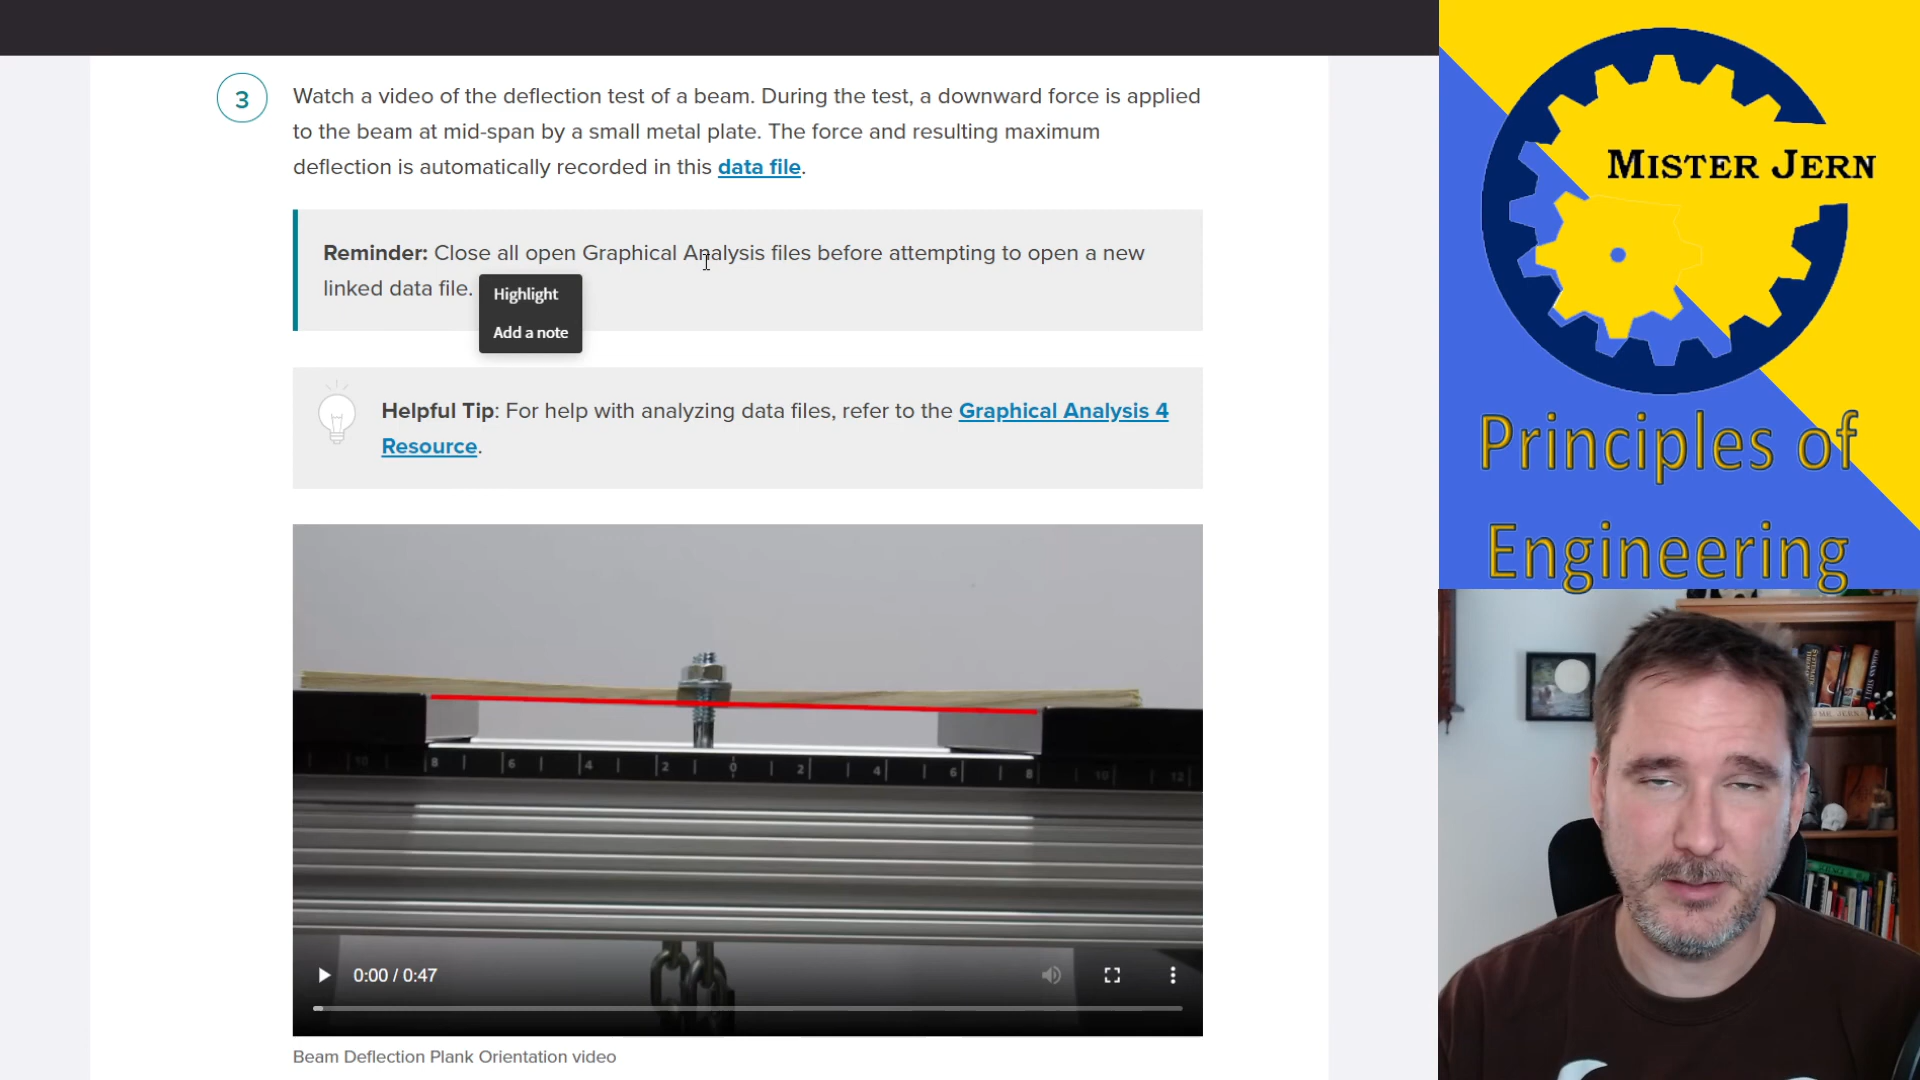 3
Watch a video of the deflection test of a beam. During the test, a downward force is applied
to the beam at mid-span by a small metal plate. The force and resulting maximum
deflection is automatically recorded in this data file.
Reminder: Close all open Graphical Analysis files before attempting to open a new
linked data file.
Highlight
Add a note
Helpful Tip: For help with analyzing data files, refer to the Graphical Analysis 4
Resource.
10 8 6 4 2 0 2 4 6 8 10 12
0:00 / 0:47
Beam Deflection Plank Orientation video
MISTER JERN
Principles of
Engineering